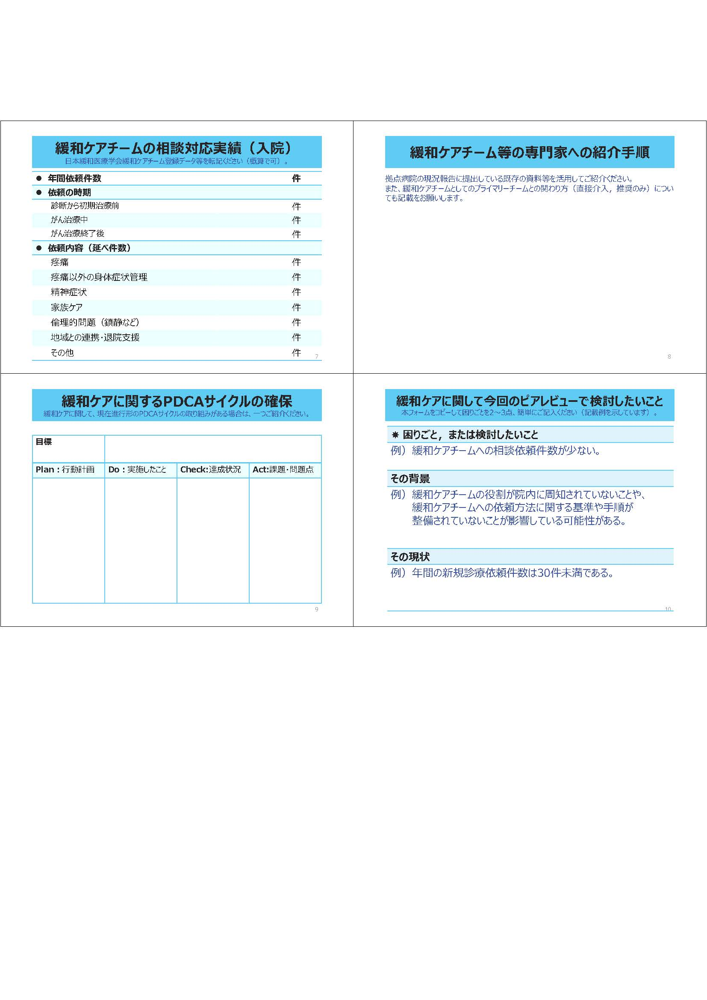 緩和ケアチームの相談対応実績（入院）
日本緩和医療学会緩和ケアチーム登録データ等を転記ください（概算で可）。
● 年間依頼件数 件
● 依頼の時期
診断から初期治療前 件
がん治療中 件
がん治療終了後 件
● 依頼内容（延べ件数）
疼痛 件
疼痛以外の身体症状管理 件
精神症状 件
家族ケア 件
倫理的問題（鎮静など） 件
地域との連携・退院支援 件
その他 件
7
緩和ケアチーム等の専門家への紹介手順
拠点病院の現況報告に提出している既存の資料等を活用してご紹介ください。
また、緩和ケアチームとしてのプライマリーチームとの関わり方（直接介入，推奨のみ）につい
ても記載をお願いします。
8
緩和ケアに関するPDCAサイクルの確保
緩和ケアに関して、現在進行形のPDCAサイクルの取り組みがある場合は、一つご紹介ください。
目標
Plan：行動計画 Do：実施したこと Check:達成状況 Act:課題・問題点
9
緩和ケアに関して今回のピアレビューで検討したいこと
本フォームをコピーして困りごとを2～3点、簡単にご記入ください（記載例を示しています）。
✷ 困りごと，または検討したいこと
例）緩和ケアチームへの相談依頼件数が少ない。
その背景
例）緩和ケアチームの役割が院内に周知されていないことや、
緩和ケアチームへの依頼方法に関する基準や手順が
整備されていないことが影響している可能性がある。
その現状
例）年間の新規診療依頼件数は30件未満である。
10